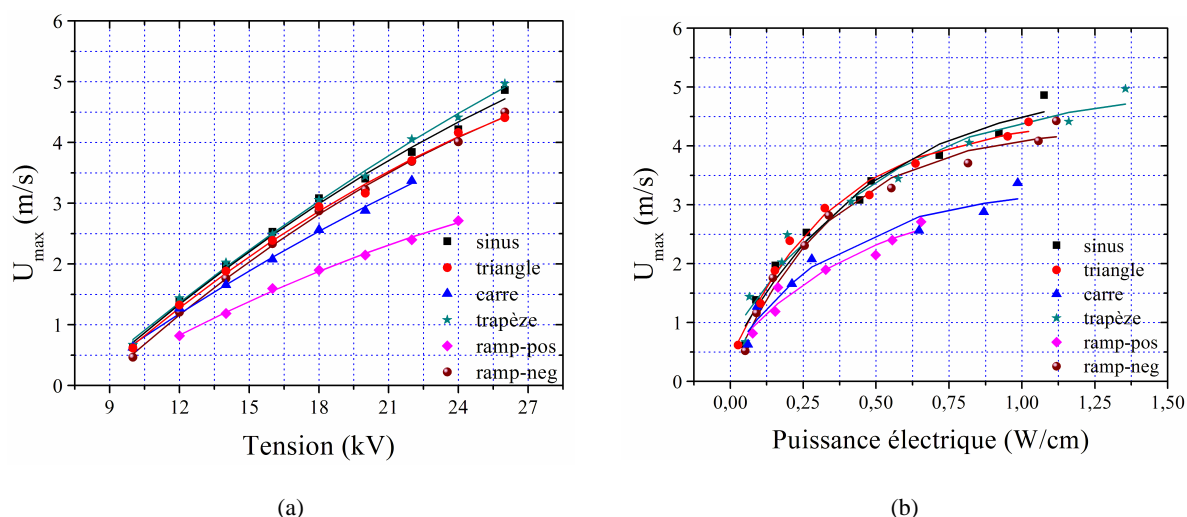 6
5
4
3
2
1
0
U max (m/s)
9 12 15 18 21 24 27
Tension (kV)
sinus
triangle
carre
trapèze
ramp-pos
ramp-neg
(a)
6
5
4
3
2
1
0
U max (m/s)
0,00 0,25 0,50 0,75 1,00 1,25 1,50
Puissance électrique (W/cm)
sinus
triangle
carre
trapèze
ramp-pos
ramp-neg
(b)